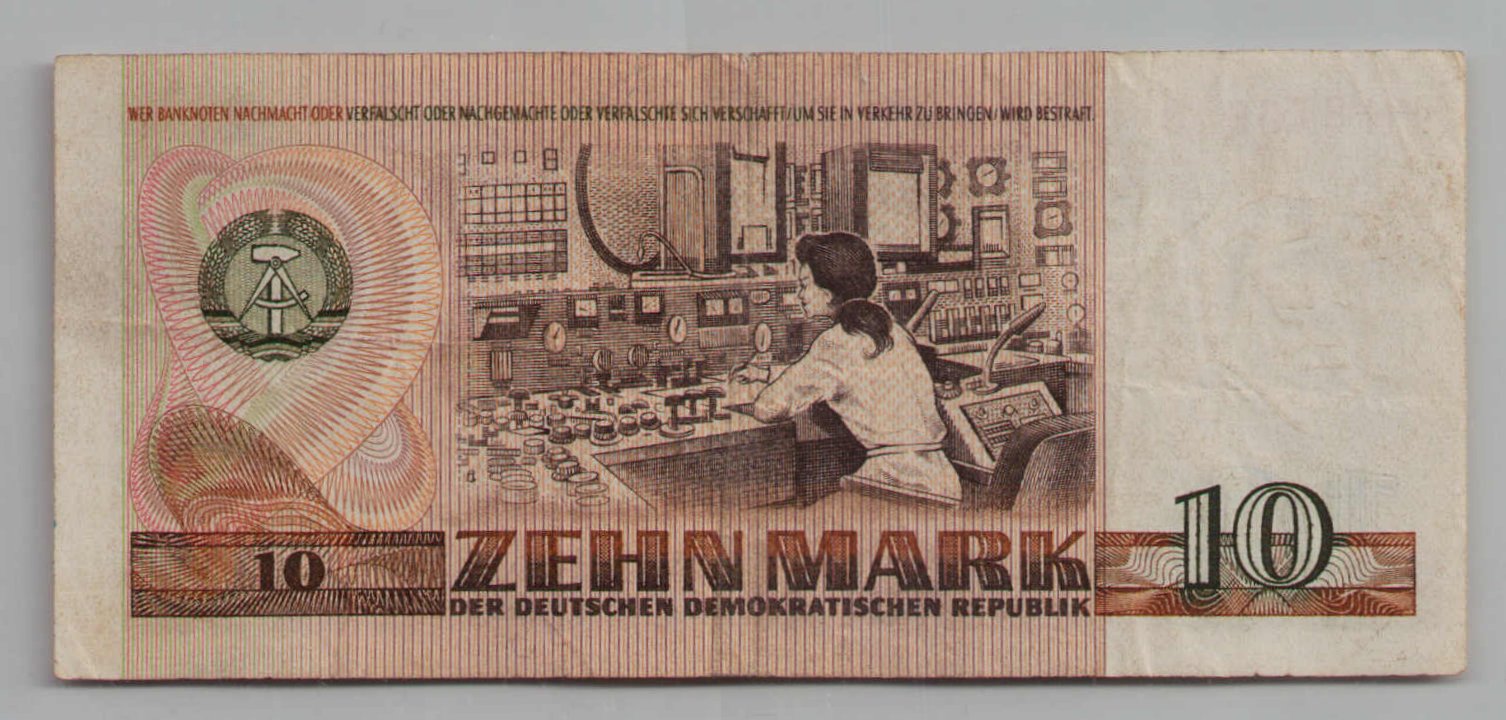 WER BANKNOTEN NACHMACHT ODER VERFÄLSCHT ODER NACHGEMACHTE ODER VERFÄLSCHTE SICH VERSCHAFFT/UM SIE IN VERKEHR ZU BRINGEN/WIRD BESTRAFT.
10
ZEHN MARK
10
DER DEUTSCHEN DEMOKRATISCHEN REPUBLIK